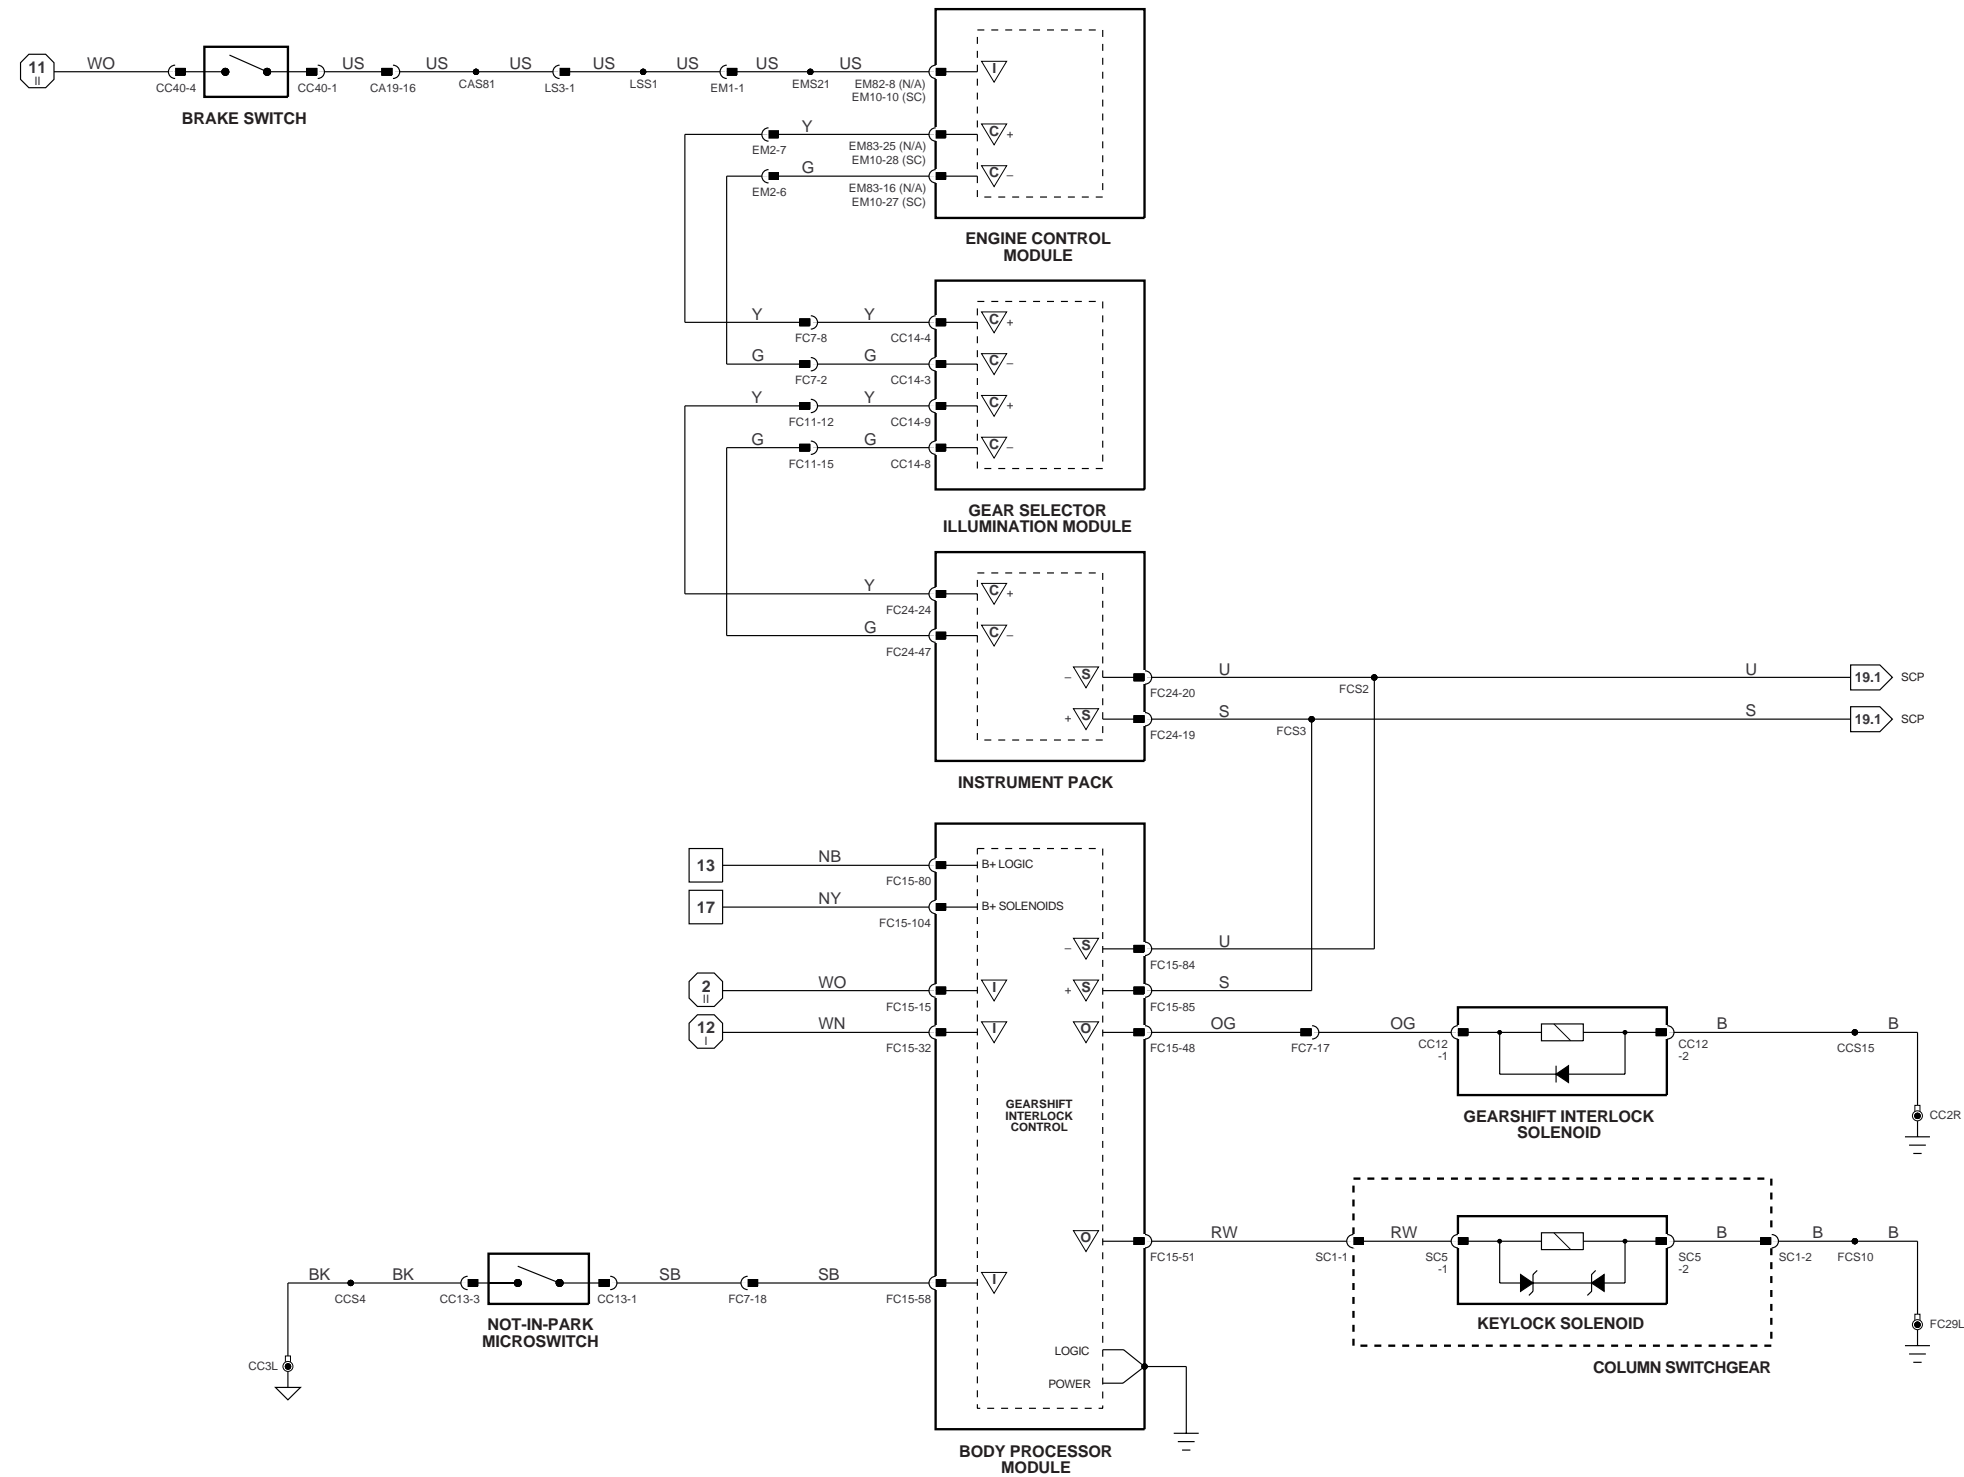 11
II
WO
CC40-4
BRAKE SWITCH
CC40-1
US
CA19-16
US
CAS81
US
LS3-1
US
LSS1
US
EM1-1
US
EMS21
US
EM82-8 (N/A)
EM10-10 (SC)
I
EM2-7
Y
EM83-25 (N/A)
EM10-28 (SC)
C +
EM2-6
G
EM83-16 (N/A)
EM10-27 (SC)
C –
ENGINE CONTROL
MODULE
Y
FC7-8
Y
CC14-4
C +
G
FC7-2
G
CC14-3
C –
Y
FC11-12
Y
CC14-9
C +
G
FC11-15
G
CC14-8
C –
GEAR SELECTOR
ILLUMINATION MODULE
Y
FC24-24
C +
G
FC24-47
C –
– S
FC24-20
U
FCS2
U
19.1
SCP
+ S
FC24-19
S
FCS3
S
19.1
SCP
INSTRUMENT PACK
13
NB
FC15-80
B+ LOGIC
17
NY
FC15-104
B+ SOLENOIDS
– S
FC15-84
U
2
II
WO
FC15-15
I
+ S
FC15-85
S
12
I
WN
FC15-32
I
O
FC15-48
OG
FC7-17
OG
CC12
-1
CC12
-2
B
CCS15
B
CC2R
GEARSHIFT INTERLOCK
SOLENOID
GEARSHIFT
INTERLOCK
CONTROL
O
FC15-51
RW
SC1-1
RW
SC5
-1
SC5
-2
B
SC1-2
B
FCS10
B
FC29L
KEYLOCK SOLENOID
COLUMN SWITCHGEAR
BK
CCS4
BK
CC13-3
CC13-1
SB
FC7-18
SB
FC15-58
I
NOT-IN-PARK
MICROSWITCH
CC3L
LOGIC
POWER
BODY PROCESSOR
MODULE